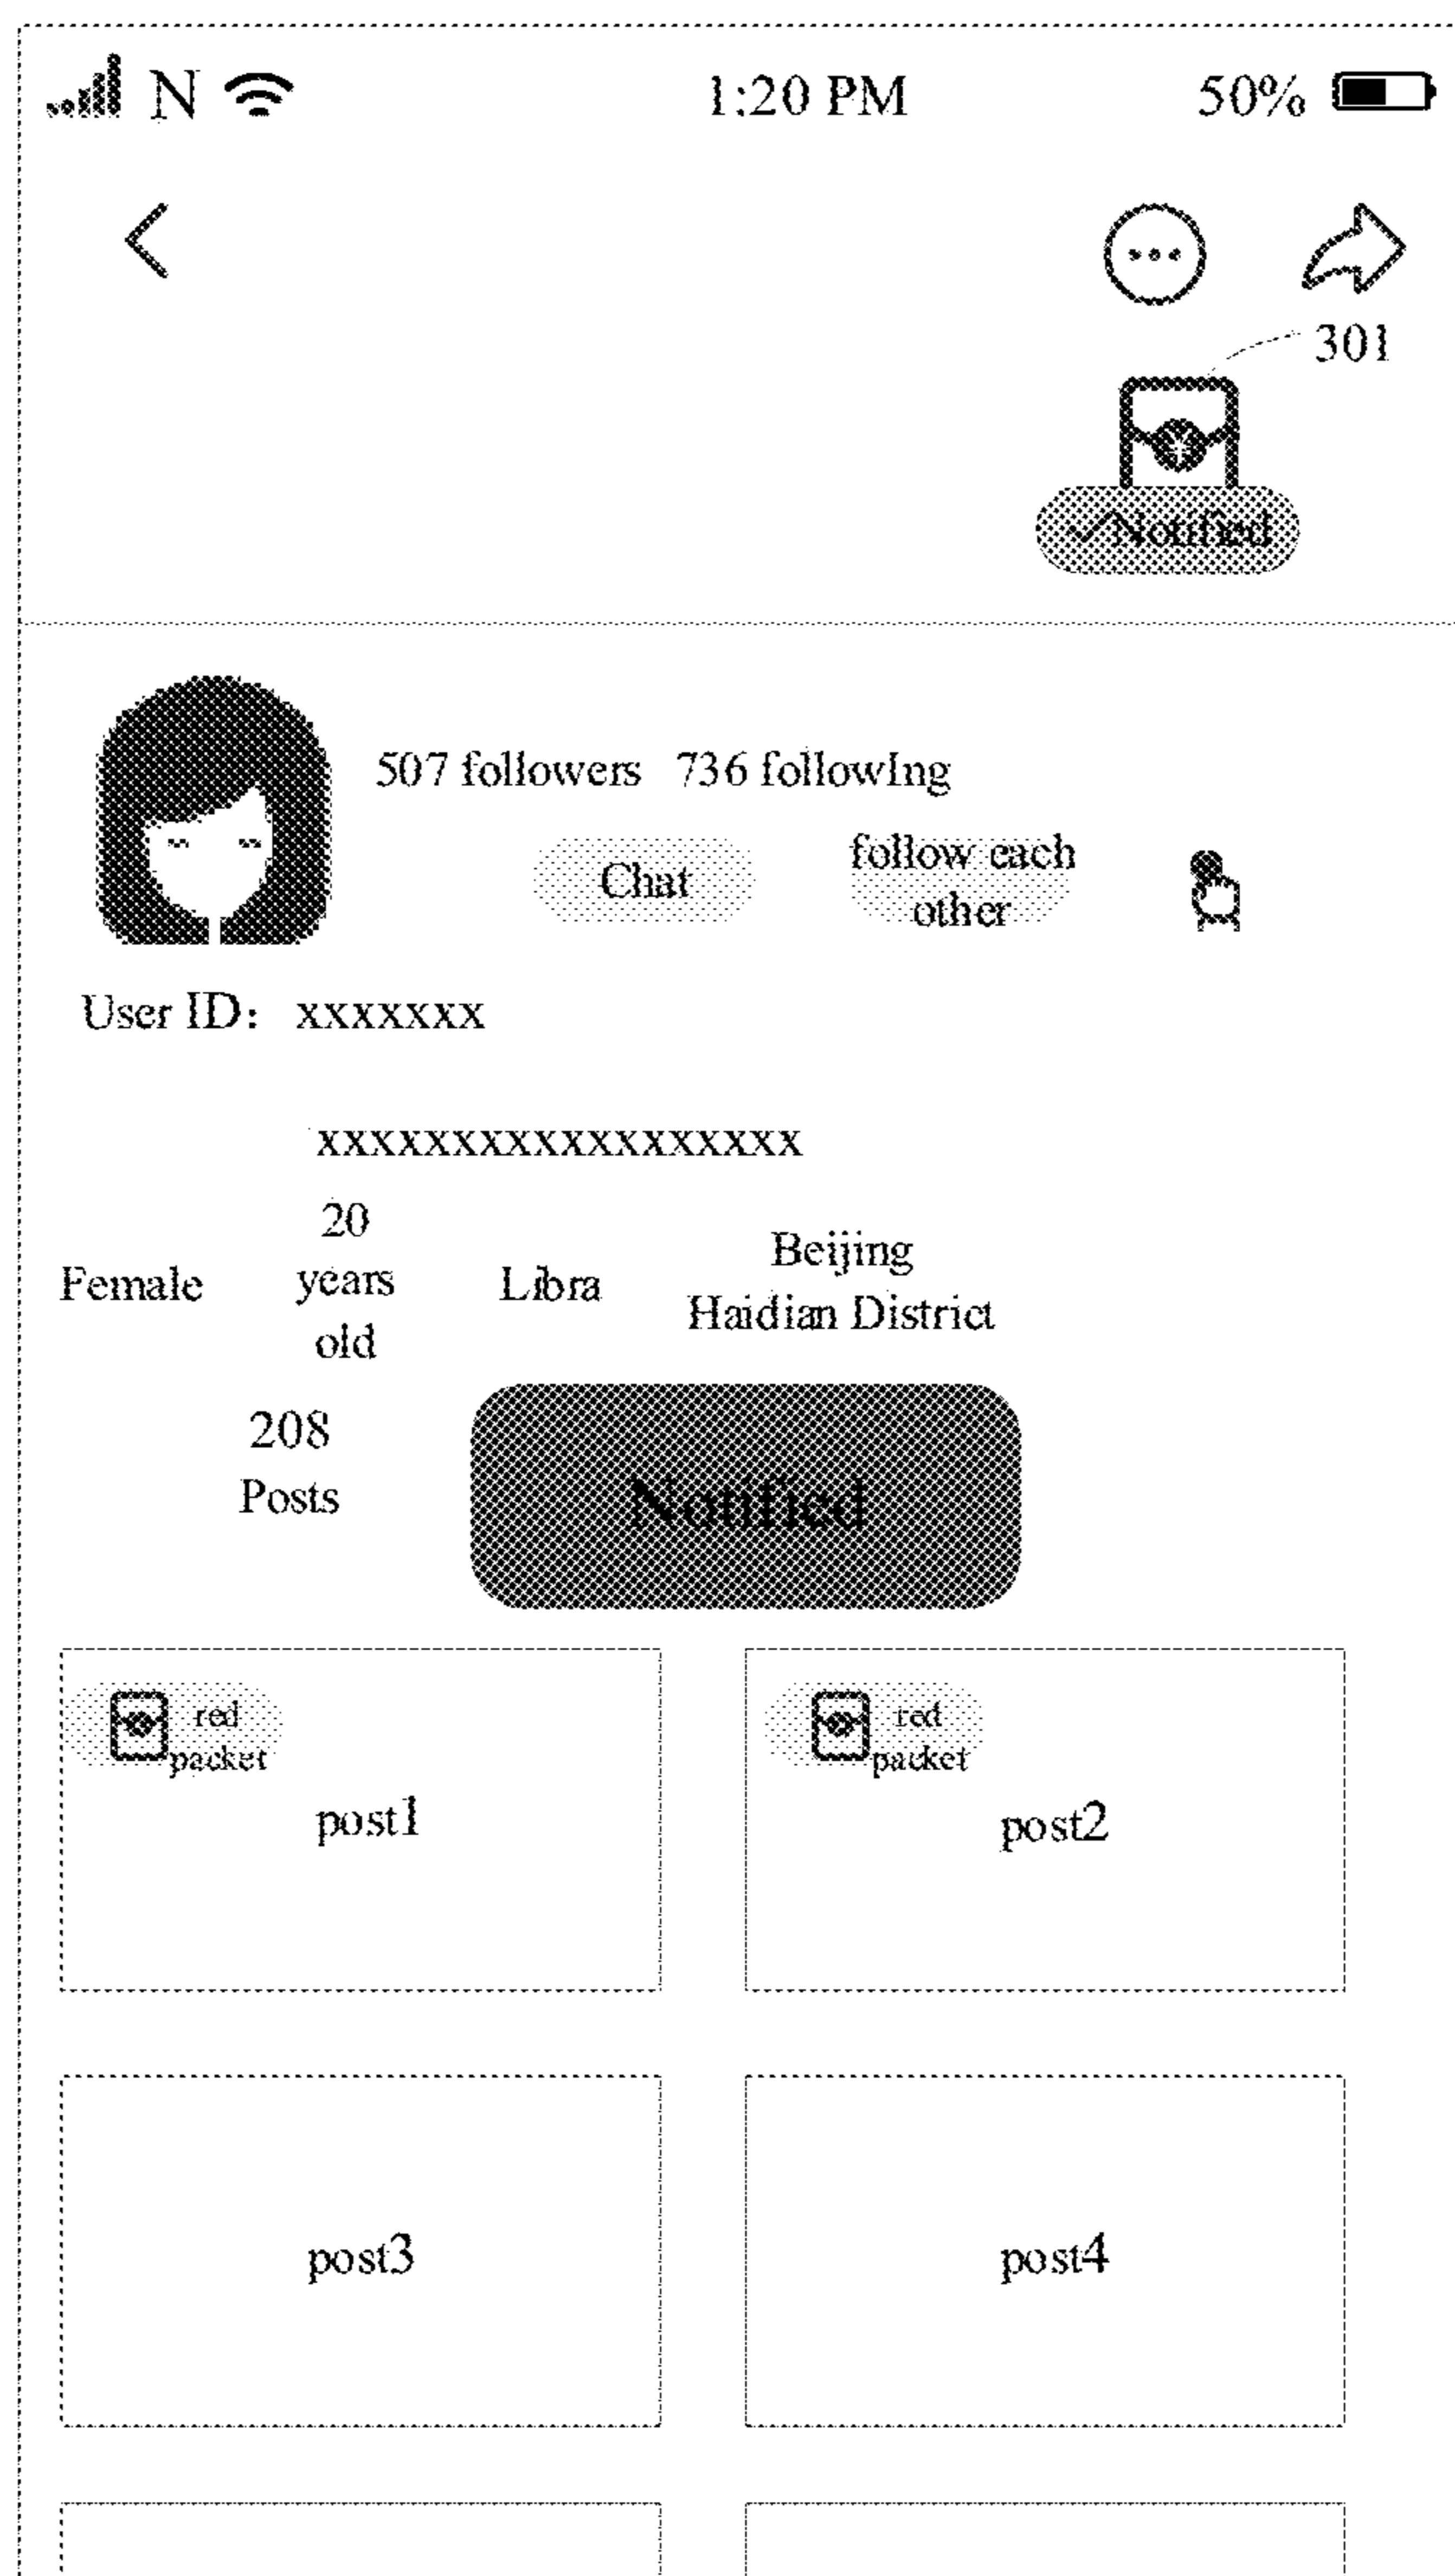 N 1:20 PM 50%
301
Notified
507 followers 736 followIng
Chat
follow each
other
User ID: xxxxxxx
xxxxxxxxxxxxxxxxxx
Female
20
years
old
Libra
Beijing
Haidian District
208
Posts
Notified
red
packet
post1
red
packet
post2
post3
post4